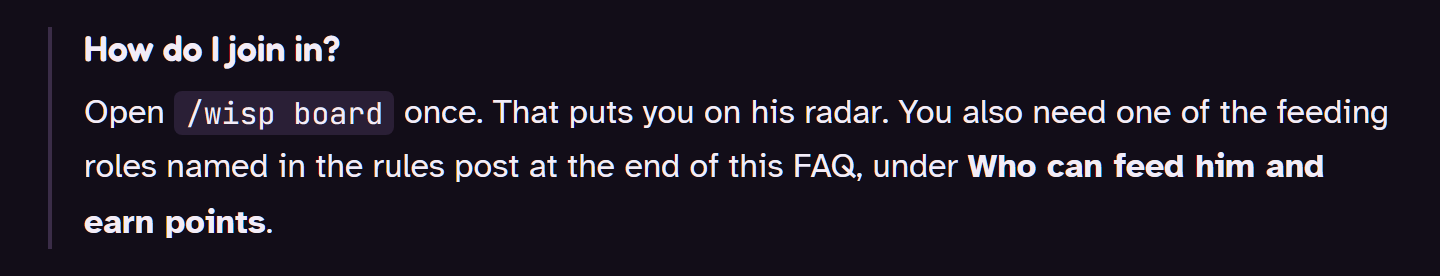 How do I join in?
Open /wisp board once. That puts you on his radar. You also need one of the feeding
roles named in the rules post at the end of this FAQ, under Who can feed him and
earn points.